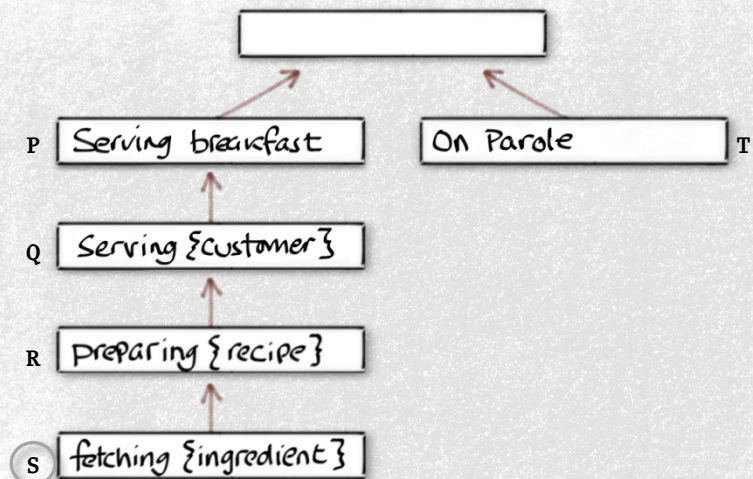 P Serving breakfast
On Parole T
Q Serving {customer}
R preparing {recipe}
S fetching {ingredient}